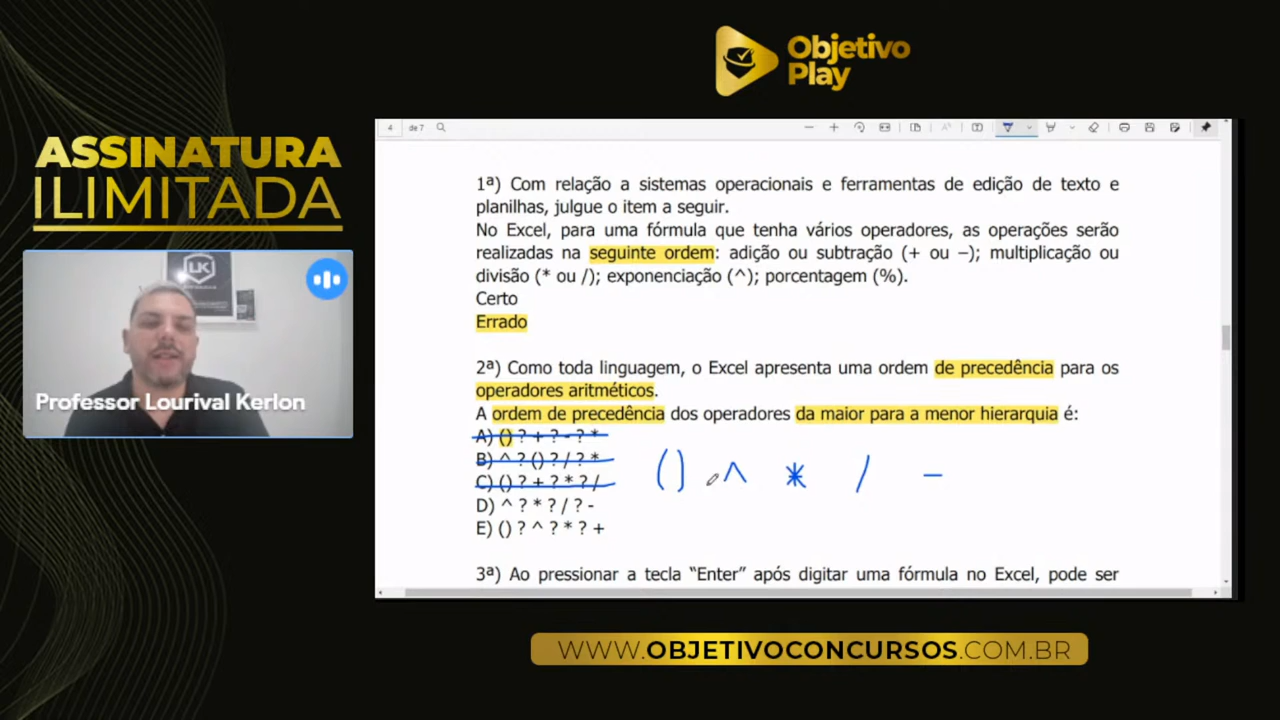 Objetivo
Play
ASSINATURA
ILIMITADA
LK
Professor Lourival Kerlon
4 de 7
1ª) Com relação a sistemas operacionais e ferramentas de edição de texto e
planilhas, julgue o item a seguir.
No Excel, para uma fórmula que tenha vários operadores, as operações serão
realizadas na seguinte ordem: adição ou subtração (+ ou –); multiplicação ou
divisão (* ou /); exponenciação (^); porcentagem (%).
Certo
Errado
2ª) Como toda linguagem, o Excel apresenta uma ordem de precedência para os
operadores aritméticos.
A ordem de precedência dos operadores da maior para a menor hierarquia é:
A) () ? + ? - ? *
B) ^ ? () ? / ? *
C) () ? + ? * ? /
D) ^ ? * ? / ? -
E) () ? ^ ? * ? +
() ^ * / -
3ª) Ao pressionar a tecla “Enter” após digitar uma fórmula no Excel, pode ser
WWW.OBJETIVOCONCURSOS.COM.BR